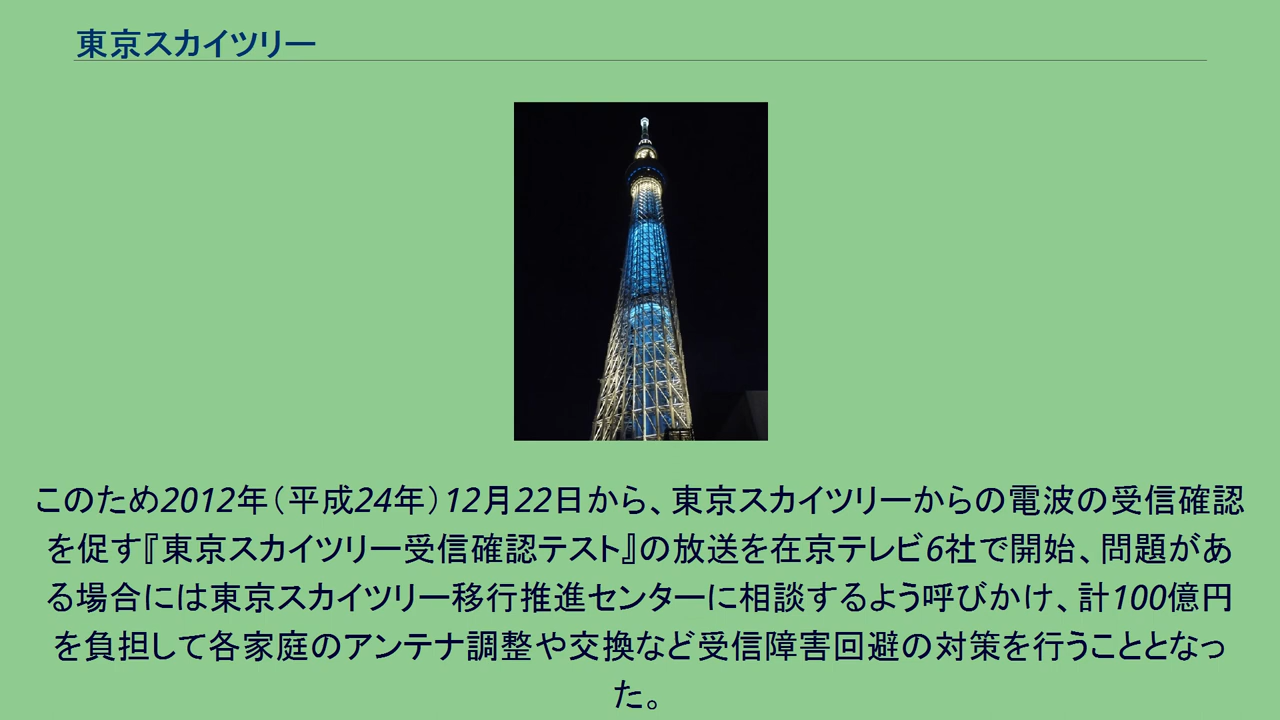 東京スカイツリー
このため2012年（平成24年）12月22日から、東京スカイツリーからの電波の受信確認
を促す『東京スカイツリー受信確認テスト』の放送を在京テレビ6社で開始、問題があ
る場合には東京スカイツリー移行推進センターに相談するよう呼びかけ、計100億円
を負担して各家庭のアンテナ調整や交換など受信障害回避の対策を行うこととなっ
た。